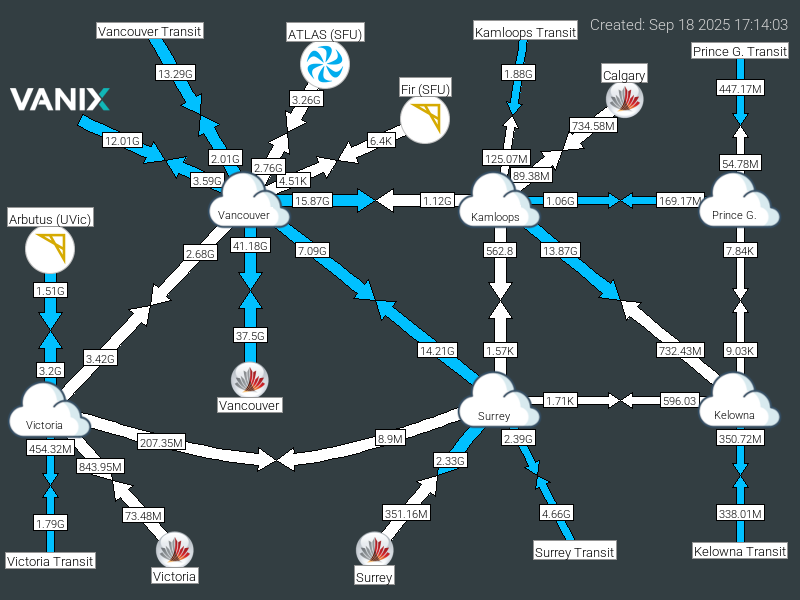 Created: Sep 18 2025 17:14:03
Vancouver Transit
ATLAS (SFU)
Kamloops Transit
Prince G. Transit
13.29G
1.88G
Calgary
447.17M
VANIX
3.26G
Fir (SFU)
734.58M
12.01G
6.4K
2.01G
2.76G
125.07M
54.78M
3.59G
4.51K
89.38M
15.87G
1.12G
1.06G
169.17M
Vancouver
Kamloops
Prince G.
Arbutus (UVic)
2.68G
41.18G
7.09G
562.8
13.87G
7.84K
1.51G
37.5G
3.42G
14.21G
1.57K
732.43M
9.03K
3.2G
Vancouver
1.71K
596.03
Victoria
Surrey
Kelowna
454.32M
207.35M
8.9M
2.39G
350.72M
843.95M
2.33G
1.79G
73.48M
351.16M
4.66G
338.01M
Victoria Transit
Victoria
Surrey
Surrey Transit
Kelowna Transit